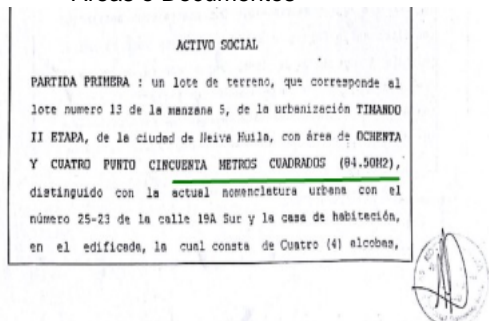 Áreas o Documentos
ACTIVO SOCIAL
PARTIDA PRIMERA : un lote de terreno, que corresponde al
lote numero 13 de la manzana 5, de la urbanización TIMANCO
II ETAPA, de la ciudad de Neiva Huila, con área de OCHENTA
Y CUATRO PUNTO CINCUENTA METROS CUADRADOS (84.50M2),
distinguido con la actual nomenclatura urbana con el
número 25-23 de la calle 19A Sur y la casa de habitación,
en el edificada, la cual consta de Cuatro (4) alcobas,